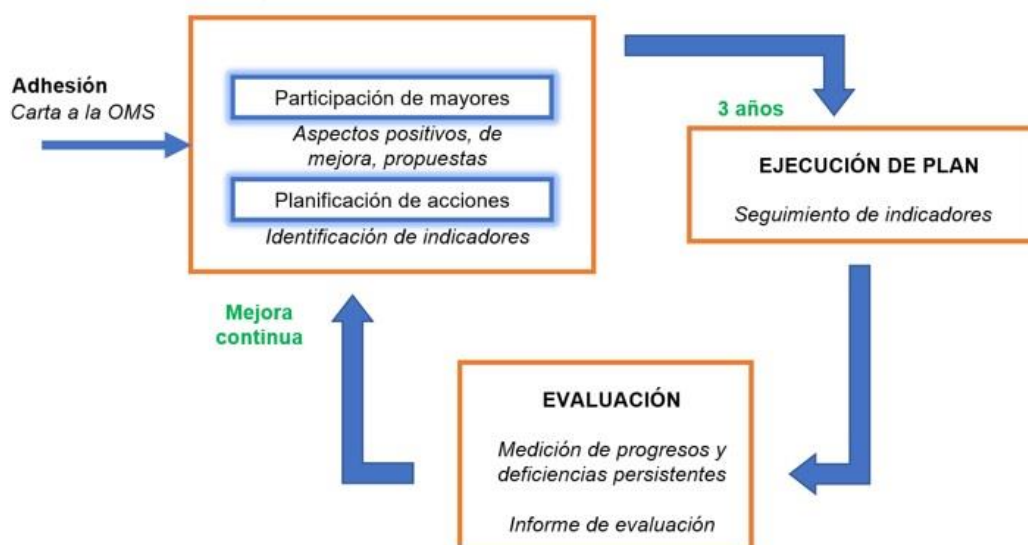 Adhesión
Carta a la OMS
Participación de mayores
Aspectos positivos, de
mejora, propuestas
Planificación de acciones
Identificación de indicadores
3 años
EJECUCIÓN DE PLAN
Seguimiento de indicadores
Mejora
continua
EVALUACIÓN
Medición de progresos y
deficiencias persistentes
Informe de evaluación